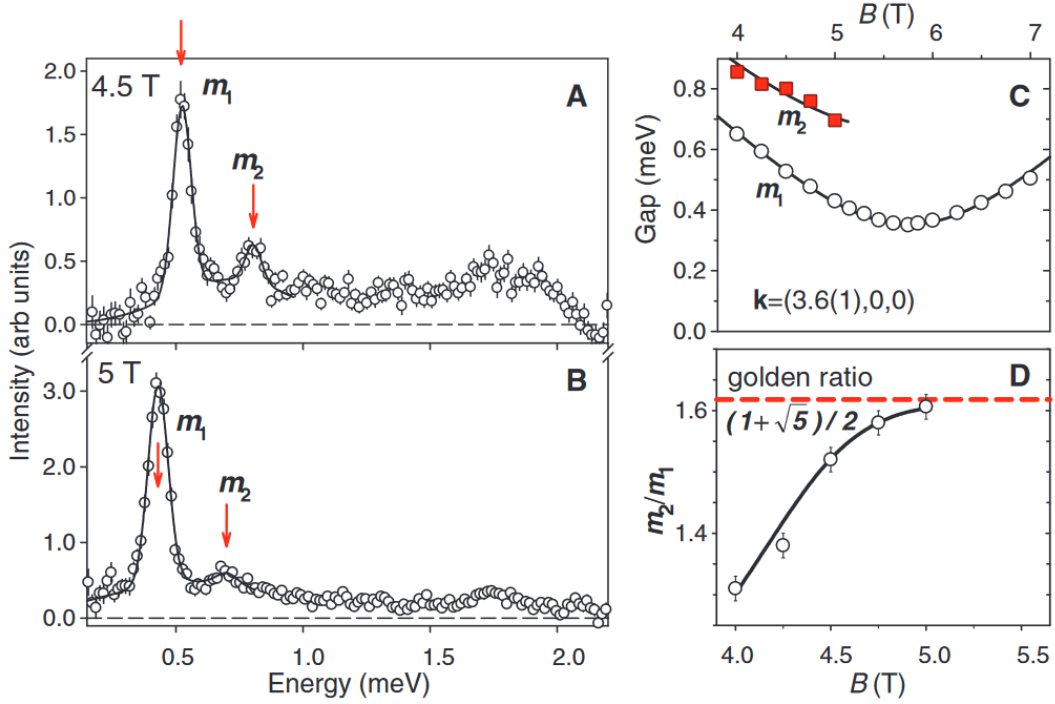 4.5 T
m1
A
m2
2.0
1.5
1.0
0.5
0.0
Intensity (arb units)
5 T
B
m1
m2
3.0
2.0
1.0
0.0
0.5 1.0 1.5 2.0
Energy (meV)
B (T)
4 5 6 7
C
0.8
0.6
0.4
0.2
0.0
Gap (meV)
m2
m1
k=(3.6(1),0,0)
golden ratio
D
(1+√5)/2
1.6
1.4
m2/m1
4.0 4.5 5.0 5.5
B (T)